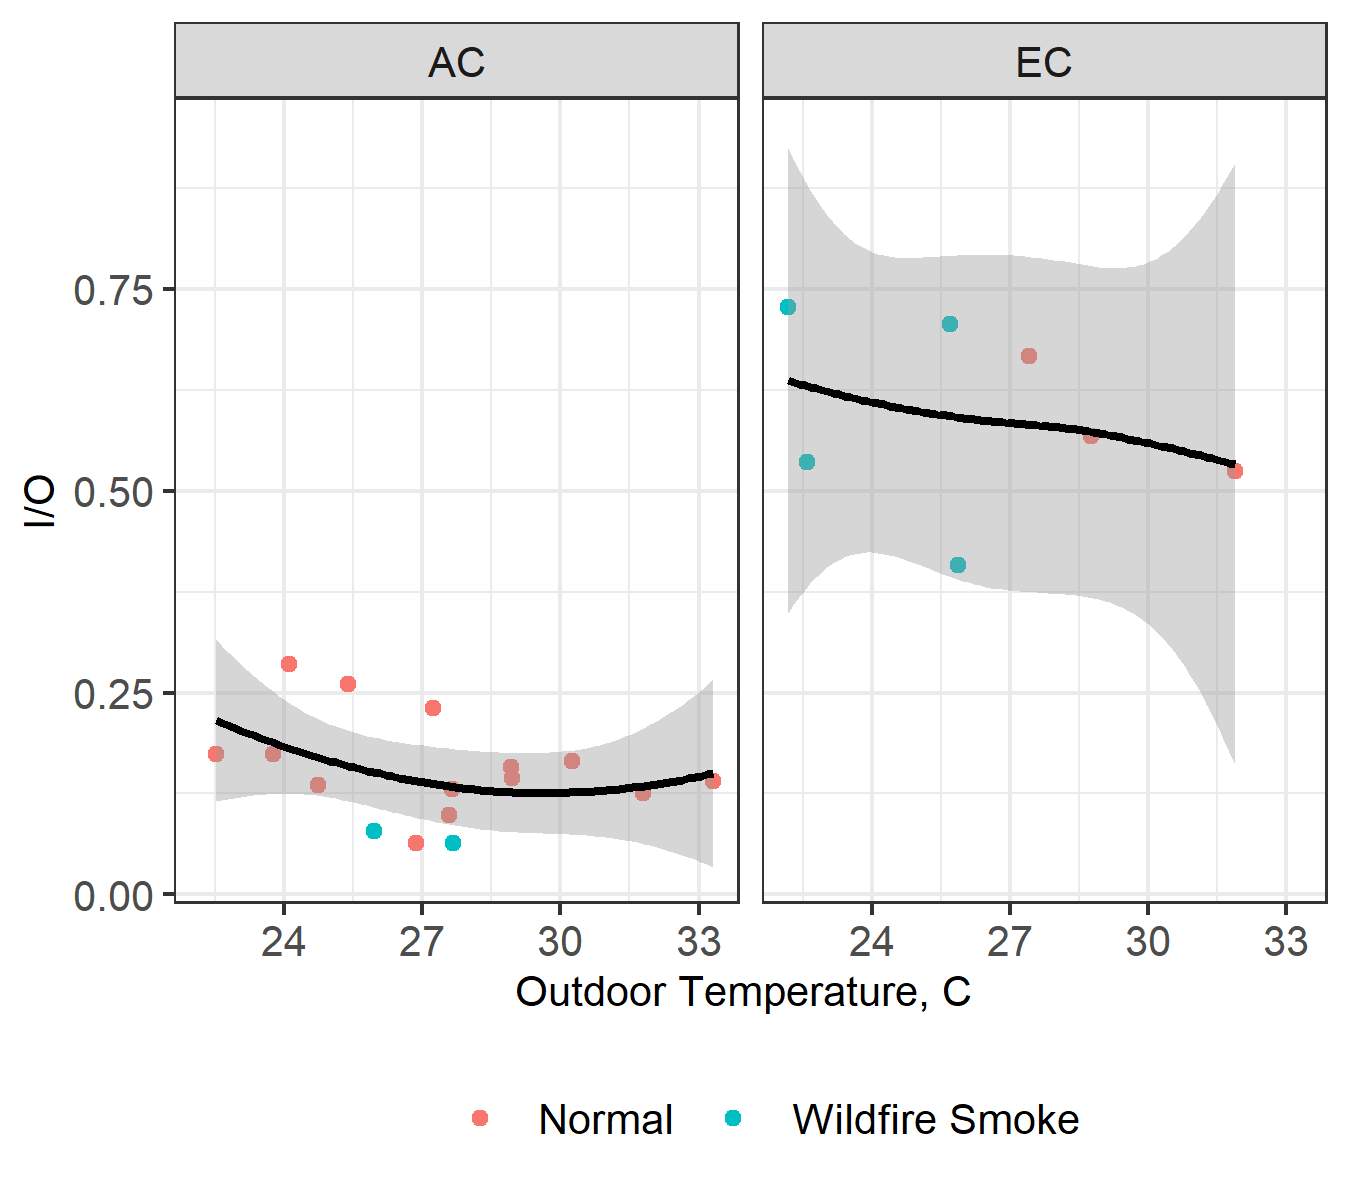 AC EC
I/O
0.75
0.50
0.25
0.00
24 27 30 33 24 27 30 33
Outdoor Temperature, C
Normal Wildfire Smoke